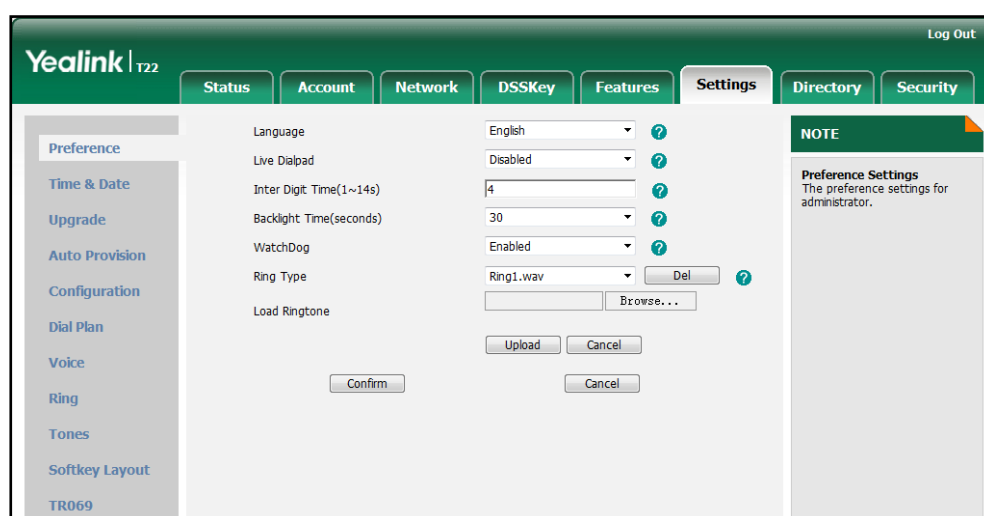 Log Out
Yealink | T22
Status Account Network DSSKey Features Settings Directory Security
Preference
Time & Date
Upgrade
Auto Provision
Configuration
Dial Plan
Voice
Ring
Tones
Softkey Layout
TR069
Language English ?
Live Dialpad Disabled ?
Inter Digit Time(1~14s) 4 ?
Backlight Time(seconds) 30 ?
WatchDog Enabled ?
Ring Type Ring1.wav Del ?
Load Ringtone Browse...
Upload Cancel
Confirm Cancel
NOTE
Preference Settings
The preference settings for
administrator.